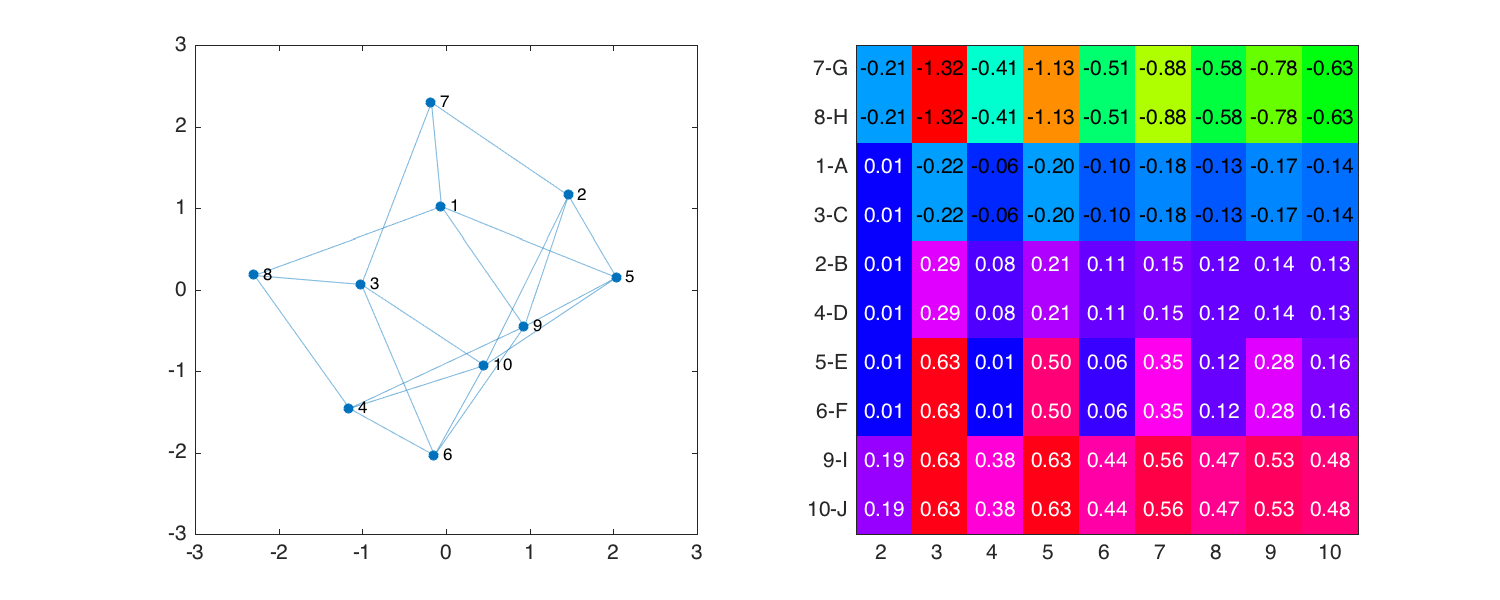 3
2
1
0
-1
-2
-3
-3 -2 -1 0 1 2 3
7
2
1
8
3
5
9
10
4
6
7-G -0.21 -1.32 -0.41 -1.13 -0.51 -0.88 -0.58 -0.78 -0.63
8-H -0.21 -1.32 -0.41 -1.13 -0.51 -0.88 -0.58 -0.78 -0.63
1-A 0.01 -0.22 -0.06 -0.20 -0.10 -0.18 -0.13 -0.17 -0.14
3-C 0.01 -0.22 -0.06 -0.20 -0.10 -0.18 -0.13 -0.17 -0.14
2-B 0.01 0.29 0.08 0.21 0.11 0.15 0.12 0.14 0.13
4-D 0.01 0.29 0.08 0.21 0.11 0.15 0.12 0.14 0.13
5-E 0.01 0.63 0.01 0.50 0.06 0.35 0.12 0.28 0.16
6-F 0.01 0.63 0.01 0.50 0.06 0.35 0.12 0.28 0.16
9-I 0.19 0.63 0.38 0.63 0.44 0.56 0.47 0.53 0.48
10-J 0.19 0.63 0.38 0.63 0.44 0.56 0.47 0.53 0.48
2 3 4 5 6 7 8 9 10